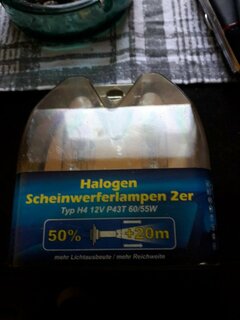 Halogen
Scheinwerferlampen 2er
Typ H4 12V P43T 60/55W
50% +20m
mehr Lichtausbeute / mehr Reichweite